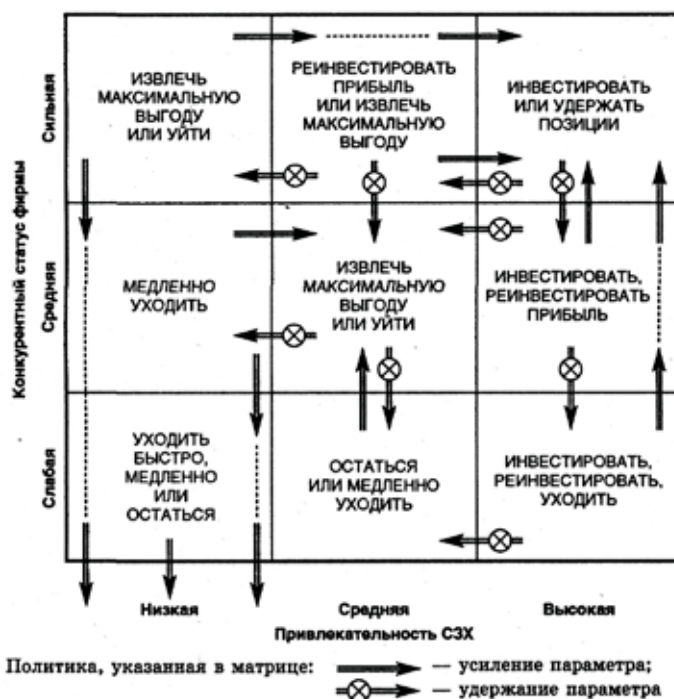 ИЗВЛЕЧЬ
МАКСИМАЛЬНУЮ
ВЫГОДУ
ИЛИ УЙТИ
РЕИНВЕСТИРОВАТЬ
ПРИБЫЛЬ
ИЛИ ИЗВЛЕЧЬ
МАКСИМАЛЬНУЮ
ВЫГОДУ
ИНВЕСТИРОВАТЬ
ИЛИ УДЕРЖАТЬ
ПОЗИЦИИ
Сильная
Конкурентный статус фирмы
Средняя
МЕДЛЕННО
УХОДИТЬ
ИЗВЛЕЧЬ
МАКСИМАЛЬНУЮ
ВЫГОДУ
ИЛИ УЙТИ
ИНВЕСТИРОВАТЬ,
РЕИНВЕСТИРОВАТЬ
ПРИБЫЛЬ
Слабая
УХОДИТЬ
БЫСТРО,
МЕДЛЕННО
ИЛИ
ОСТАТЬСЯ
ОСТАТЬСЯ
ИЛИ МЕДЛЕННО
УХОДИТЬ
ИНВЕСТИРОВАТЬ,
РЕИНВЕСТИРОВАТЬ,
УХОДИТЬ
Низкая Средняя Высокая
Привлекательность СЗХ
Политика, указанная в матрице: — усиление параметра;
— удержание параметра